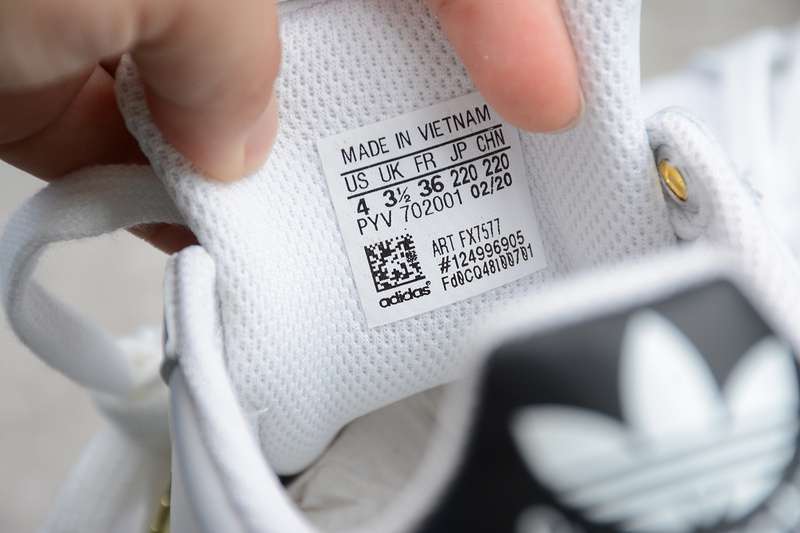 MADE IN VIETNAM
US UK FR JP CHN
4 3½ 36 220 220
PYV 702001 02/20
ART FX7577
#124996905
Fd0CQ48I00701
adidas